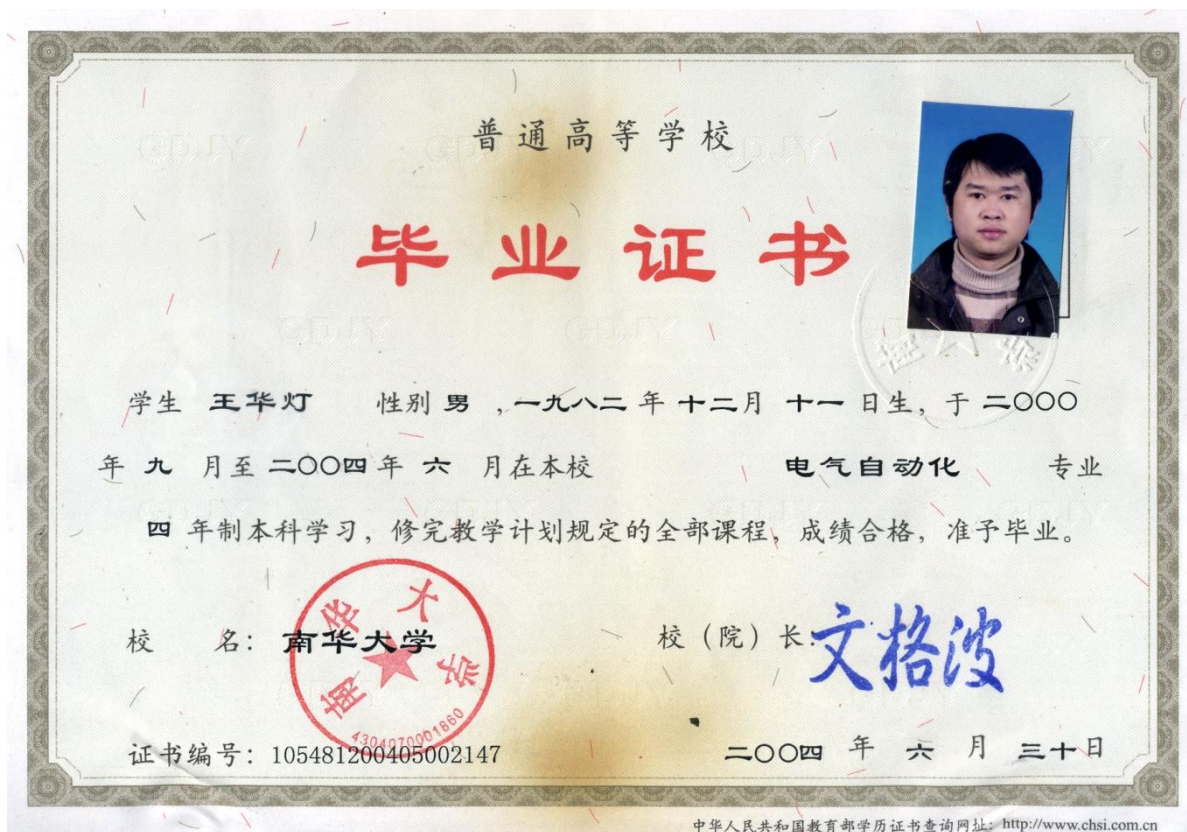 普通高等学校
毕业证书
学生 王华灯 性别 男 ,一九八二 年 十二月 十一 日生, 于 二〇〇〇
年 九 月至 二〇〇四 年 六 月在本校 电气自动化 专业
四 年制本科学习, 修完教学计划规定的全部课程, 成绩合格, 准予毕业。
校 名: 南华大学
校（院）长: 文格波
南华大学
4304070001860
证书编号: 105481200405002147
二〇〇四 年 六 月 三十日
中华人民共和国教育部学历证书查询网址: http://www.chsi.com.cn